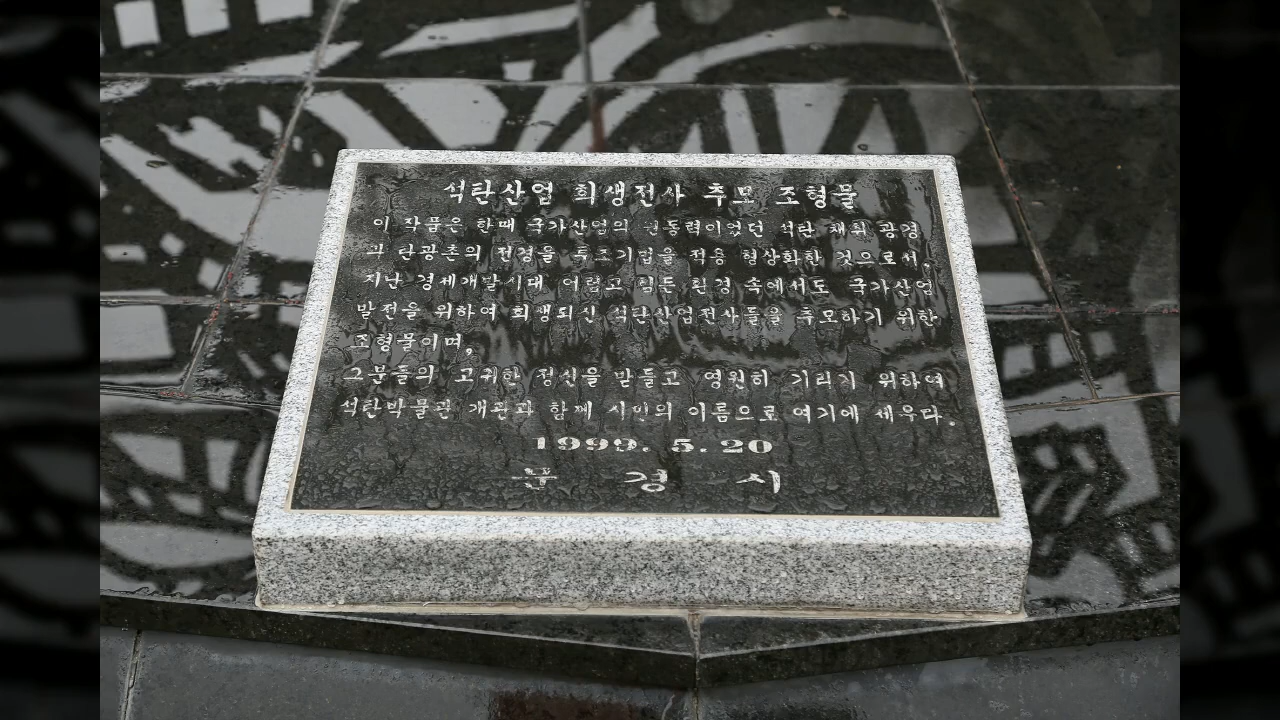 석탄산업 희생전사 추모 조형물
이 작품은 한때 국가산업의 원동력이었던 석탄 채취 광경
과 탄광촌의 전경을 투조기법을 적용 형상화한 것으로서,
지난 경제개발시대 어렵고 힘든 환경 속에서도 국가산업
발전을 위하여 희생되신 석탄산업전사들을 추모하기 위한
조형물이며,
그분들의 고귀한 정신을 받들고 영원히 기리기 위하여
석탄박물관 개관과 함께 시민의 이름으로 여기에 세우다.
1999. 5. 20
문 경 시